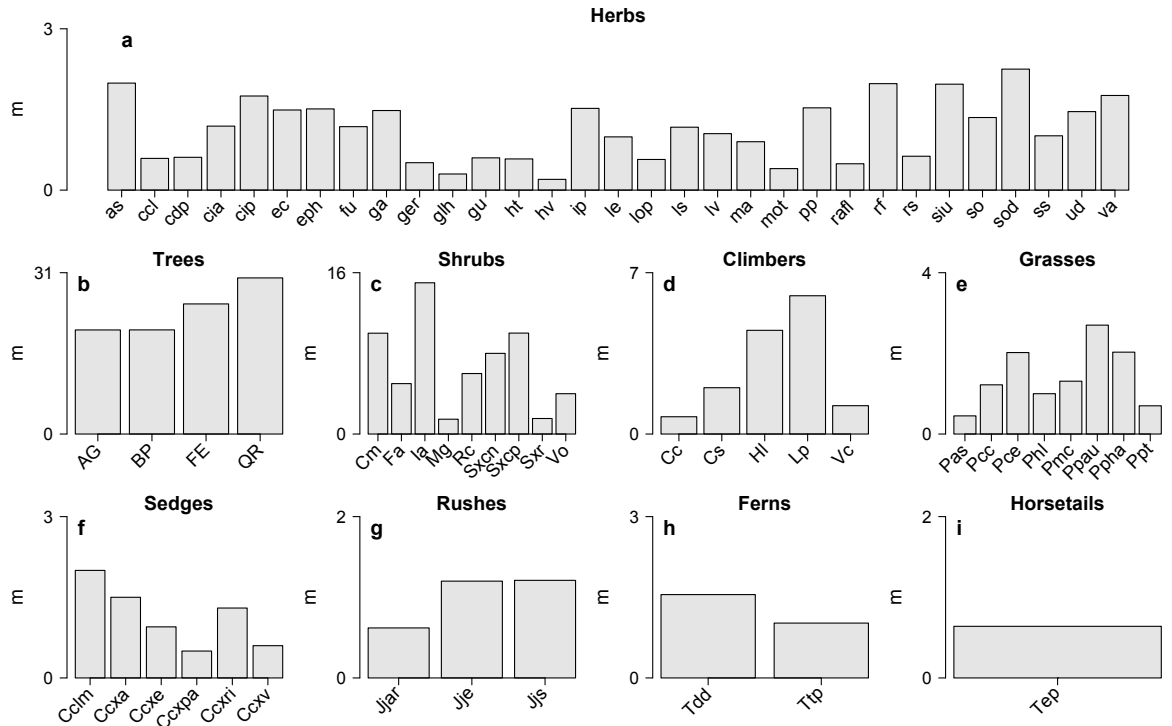 Herbs
a
3
m
0
as ccl cdp cia cip ec eph fu ga ger glh gu ht hv ip le lop ls lv ma mot pp rafl rf rs siu so sod ss ud va
Trees
b
31
m
0
AG BP FE QR
Shrubs
c
16
m
0
Cm Fa Ia Mg Rc Sxcn Sxcp Sxr Vo
Climbers
d
7
m
0
Cc Cs Hl Lp Vc
Grasses
e
4
m
0
Pas Pcc Pce Phl Pmc Ppau Ppha Ppt
Sedges
f
3
m
0
Cclm Ccxa Ccxe Ccxpa Ccxri Ccxv
Rushes
g
2
m
0
Jjar Jje Jjs
Ferns
h
3
m
0
Tdd Ttp
Horsetails
i
2
m
0
Tep